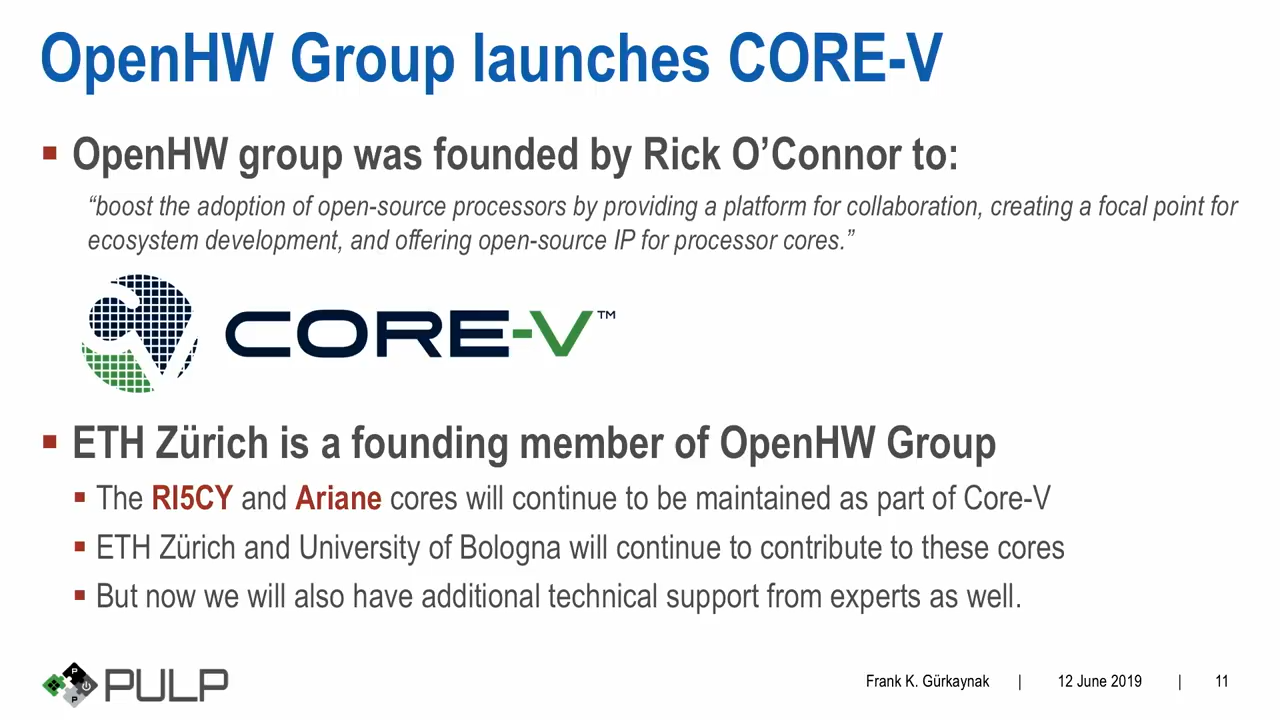 OpenHW Group launches CORE-V
▪ OpenHW group was founded by Rick O’Connor to:
“boost the adoption of open-source processors by providing a platform for collaboration, creating a focal point for
ecosystem development, and offering open-source IP for processor cores.”
CORE-V™
▪ ETH Zürich is a founding member of OpenHW Group
▪ The RI5CY and Ariane cores will continue to be maintained as part of Core-V
▪ ETH Zürich and University of Bologna will continue to contribute to these cores
▪ But now we will also have additional technical support from experts as well.
PULP
Frank K. Gürkaynak | 12 June 2019 | 11